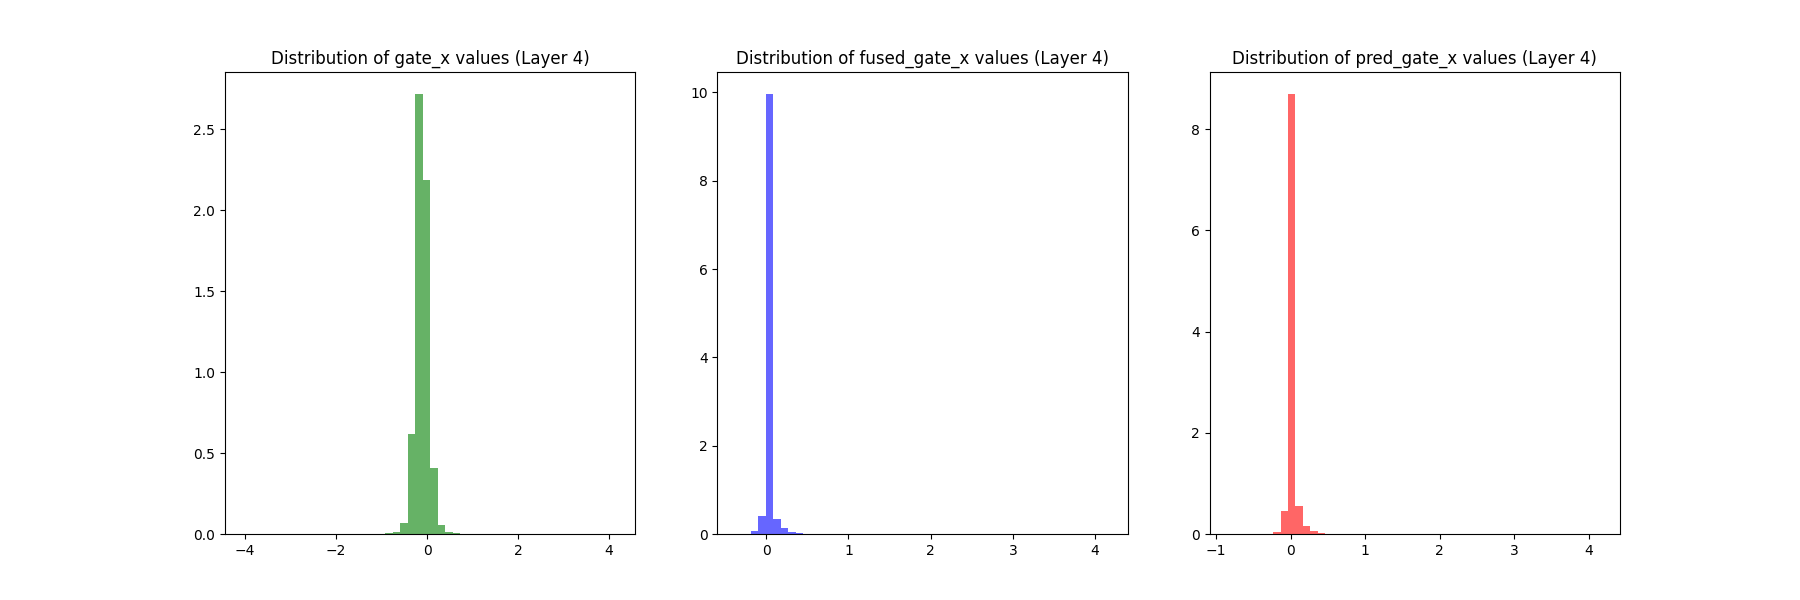 Distribution of gate_x values (Layer 4)
2.5
2.0
1.5
1.0
0.5
0.0
−4 −2 0 2 4
Distribution of fused_gate_x values (Layer 4)
10
8
6
4
2
0
0 1 2 3 4
Distribution of pred_gate_x values (Layer 4)
8
6
4
2
0
−1 0 1 2 3 4